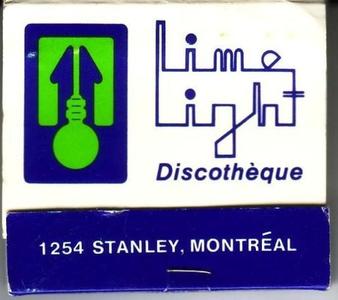 Lime
Light
Discothèque
1254 STANLEY, MONTRÉAL